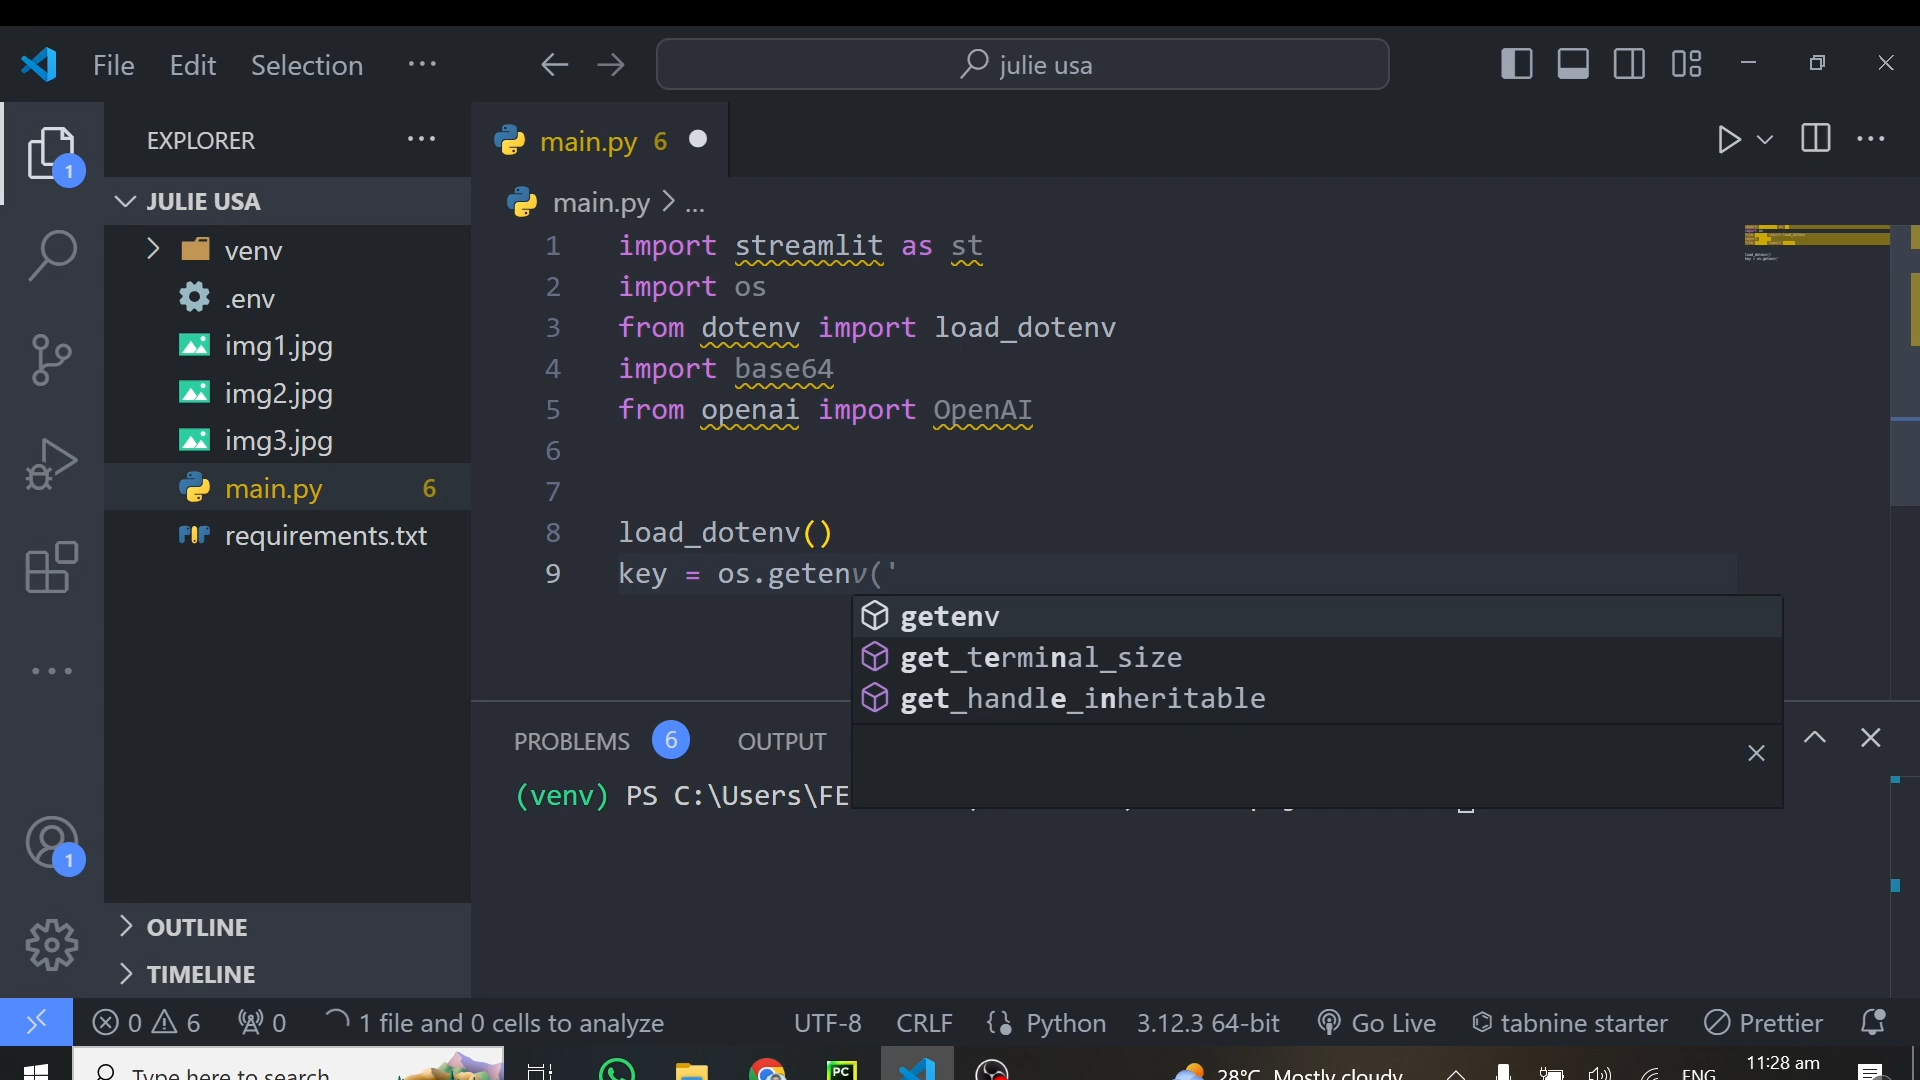 File Edit Selection ···
julie usa
EXPLORER
JULIE USA
venv
.env
img1.jpg
img2.jpg
img3.jpg
main.py 6
requirements.txt
OUTLINE
TIMELINE
1
1
main.py 6
main.py > ...
1 import streamlit as st
2 import os
3 from dotenv import load_dotenv
4 import base64
5 from openai import OpenAI
6
7
8 load_dotenv()
9 key = os.getenv('
getenv
get_terminal_size
get_handle_inheritable
PROBLEMS 6 OUTPUT
(venv) PS C:\Users\FE
0 6 0 1 file and 0 cells to analyze UTF-8 CRLF Python 3.12.3 64-bit Go Live tabnine starter Prettier
Type here to search PC 28°C Mostly cloudy ENG 11:28 am